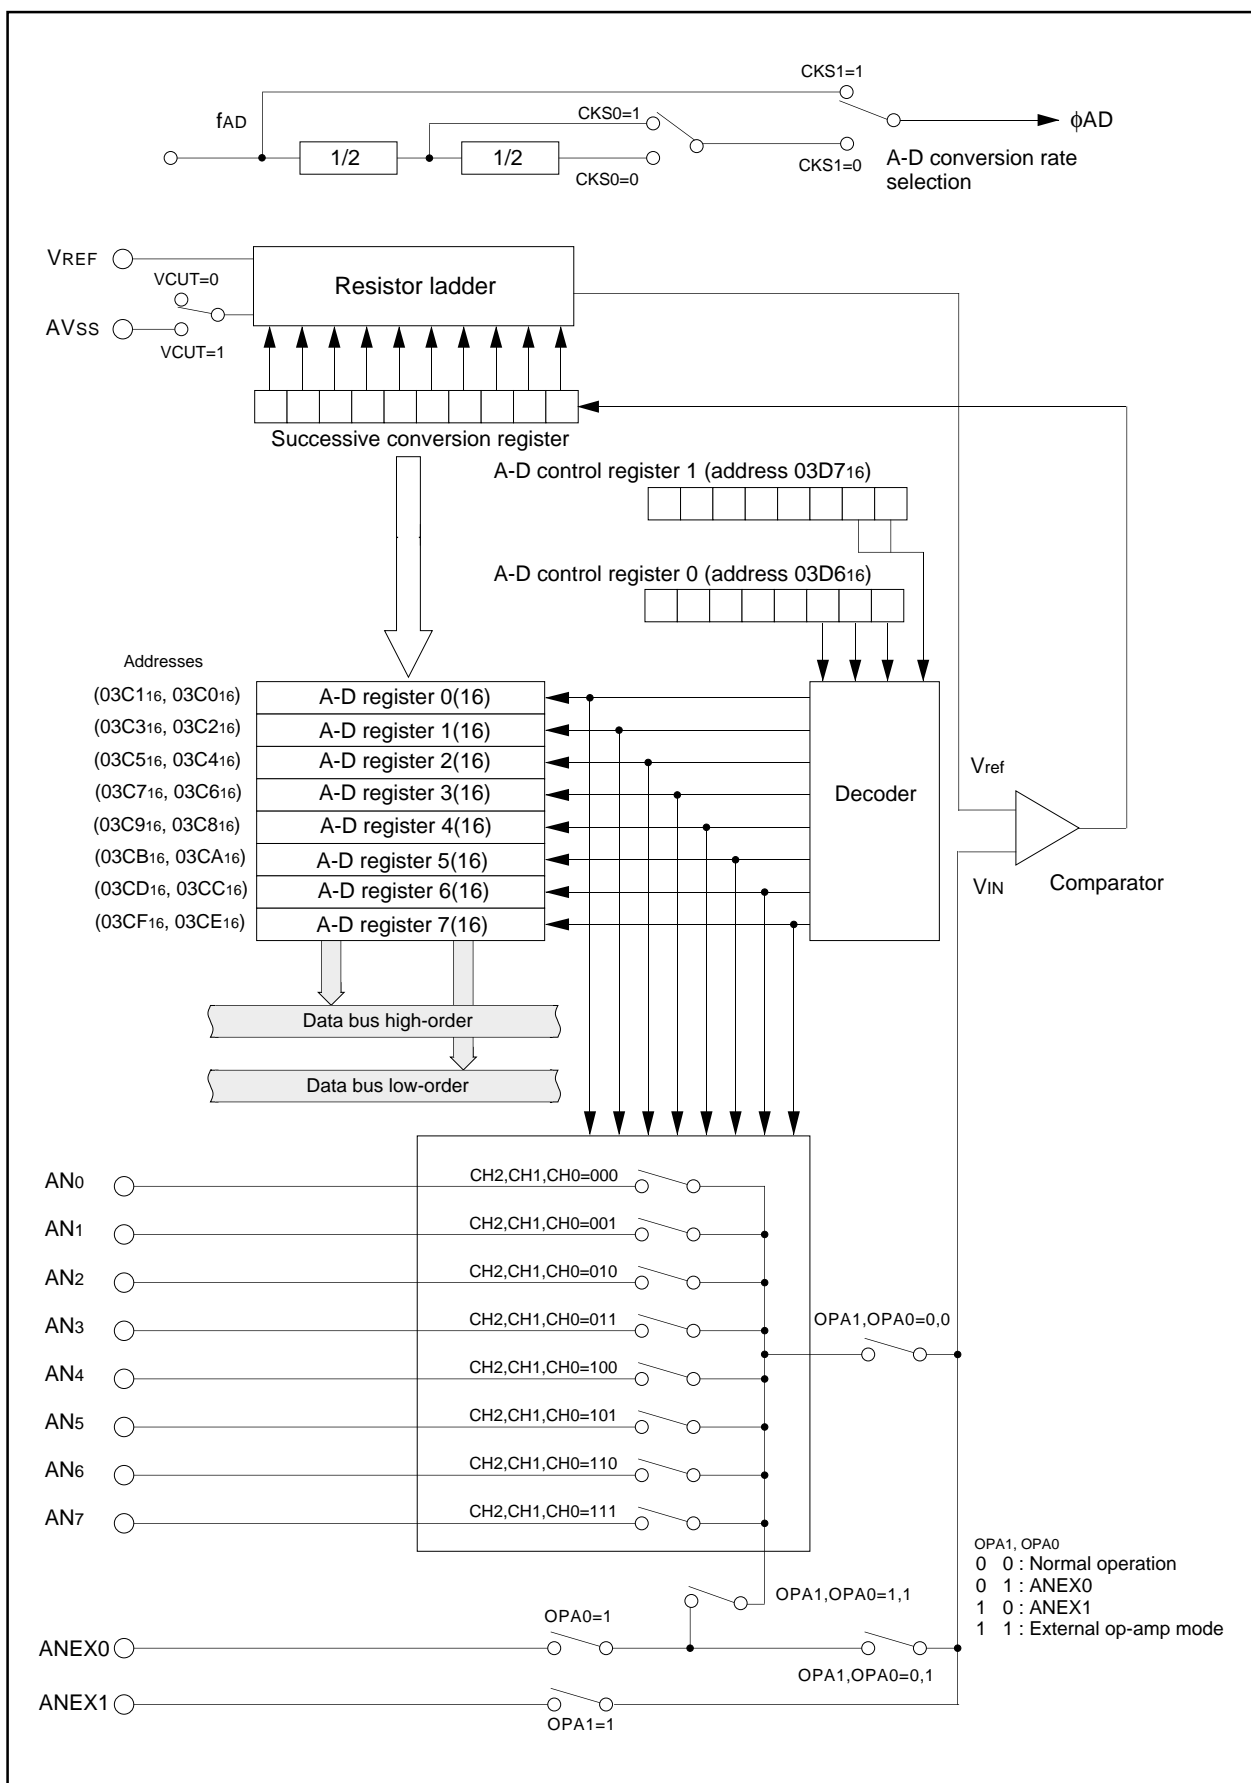 CKS1=1
CKS0=1
fAD
φAD
1/2
1/2
CKS0=0
CKS1=0
A-D conversion rate
selection
VREF
VCUT=0
Resistor ladder
AVSS
VCUT=1
Successive conversion register
A-D control register 1 (address 03D716)
A-D control register 0 (address 03D616)
Addresses
(03C116, 03C016) A-D register 0(16)
(03C316, 03C216) A-D register 1(16)
(03C516, 03C416) A-D register 2(16)
(03C716, 03C616) A-D register 3(16)
(03C916, 03C816) A-D register 4(16)
(03CB16, 03CA16) A-D register 5(16)
(03CD16, 03CC16) A-D register 6(16)
(03CF16, 03CE16) A-D register 7(16)
Decoder
Vref
VIN
Comparator
Data bus high-order
Data bus low-order
AN0 CH2,CH1,CH0=000
AN1 CH2,CH1,CH0=001
AN2 CH2,CH1,CH0=010
AN3 CH2,CH1,CH0=011
OPA1,OPA0=0,0
AN4 CH2,CH1,CH0=100
AN5 CH2,CH1,CH0=101
AN6 CH2,CH1,CH0=110
AN7 CH2,CH1,CH0=111
OPA1, OPA0
0 0 : Normal operation
0 1 : ANEX0
1 0 : ANEX1
1 1 : External op-amp mode
OPA1,OPA0=1,1
OPA0=1
ANEX0
OPA1,OPA0=0,1
ANEX1
OPA1=1